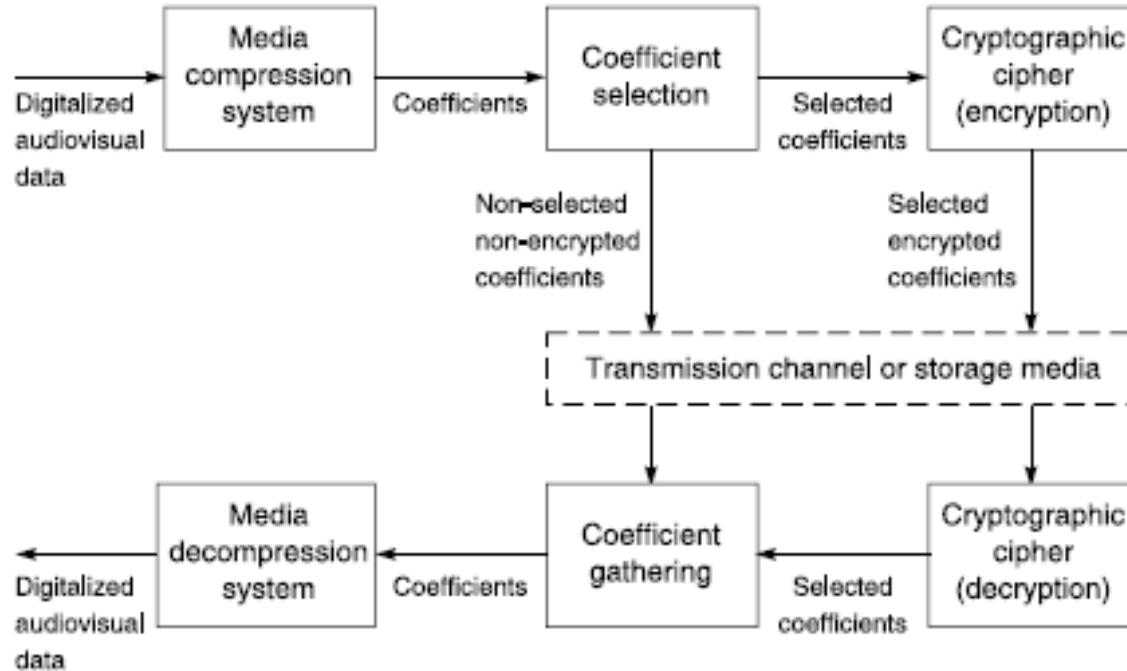 Media
compression
system
Coefficient
selection
Cryptographic
cipher
(encryption)
Digitalized
audiovisual
data
Coefficients
Selected
coefficients
Non-selected
non-encrypted
coefficients
Selected
encrypted
coefficients
Transmission channel or storage media
Media
decompression
system
Coefficient
gathering
Cryptographic
cipher
(decryption)
Digitalized
audiovisual
data
Coefficients
Selected
coefficients